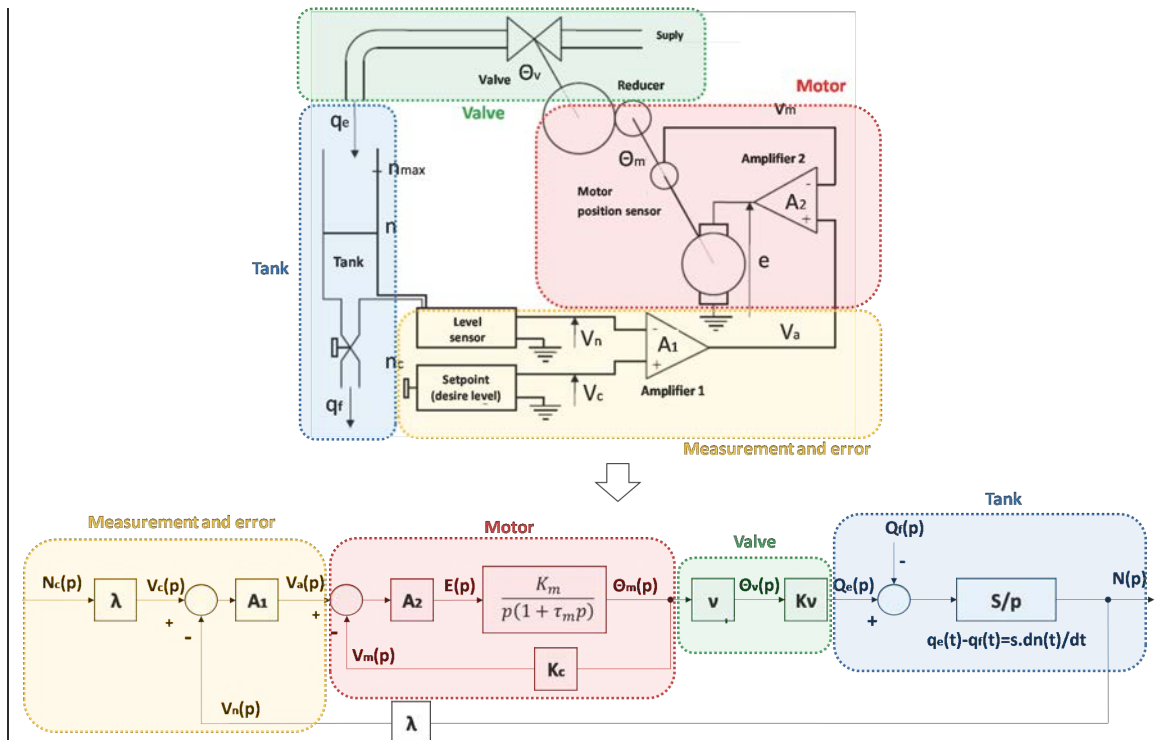 Suply
Valve
Θv
Reducer
Motor
Valve
vm
qe
Θm
Amplifier 2
nmax
-
Motor
position sensor
A2
+
n
Tank
Tank
e
Level
sensor
-
Vn
A1
Va
nc
+
Setpoint
(desire level)
Vc
Amplifier 1
qf
Measurement and error
Tank
Measurement and error
Motor
Valve
Qf(p)
-
Nc(p)
λ
Vc(p)
A1
Va(p)
A2
E(p)
Km
p(1 + τmp)
Θm(p)
ν
Θv(p)
Kν
Qe(p)
S/p
N(p)
+
-
+
-
+
+
qe(t)-qf(t)=s.dn(t)/dt
Vm(p)
Kc
Vn(p)
λ